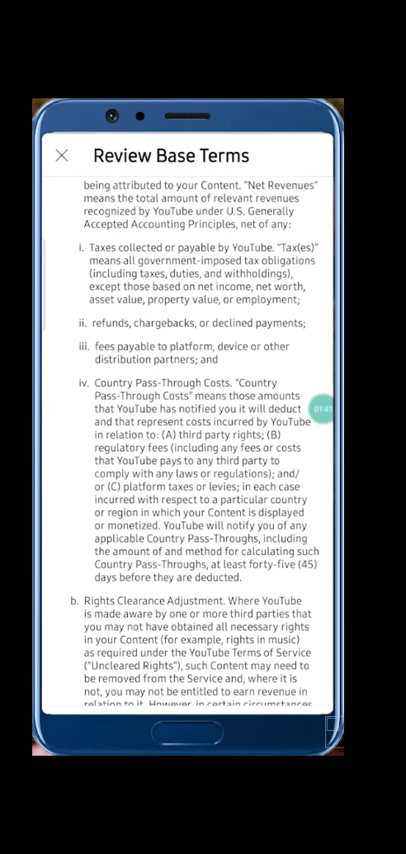 Review Base Terms
being attributed to your Content. "Net Revenues"
means the total amount of relevant revenues
recognized by YouTube under U.S. Generally
Accepted Accounting Principles, net of any:
i. Taxes collected or payable by YouTube. "Tax(es)"
means all government-imposed tax obligations
(including taxes, duties, and withholdings),
except those based on net income, net worth,
asset value, property value, or employment;
ii. refunds, chargebacks, or declined payments;
iii. fees payable to platform, device or other
distribution partners; and
iv. Country Pass-Through Costs. "Country
Pass-Through Costs" means those amounts
that YouTube has notified you it will deduct
and that represent costs incurred by YouTube
in relation to: (A) third party rights; (B)
regulatory fees (including any fees or costs
that YouTube pays to any third party to
comply with any laws or regulations); and/
or (C) platform taxes or levies; in each case
incurred with respect to a particular country
or region in which your Content is displayed
or monetized. YouTube will notify you of any
applicable Country Pass-Throughs, including
the amount of and method for calculating such
Country Pass-Throughs, at least forty-five (45)
days before they are deducted.
01:41
b. Rights Clearance Adjustment. Where YouTube
is made aware by one or more third parties that
you may not have obtained all necessary rights
in your Content (for example, rights in music)
as required under the YouTube Terms of Service
("Uncleared Rights"), such Content may need to
be removed from the Service and, where it is
not, you may not be entitled to earn revenue in
relation to it. However, in certain circumstances